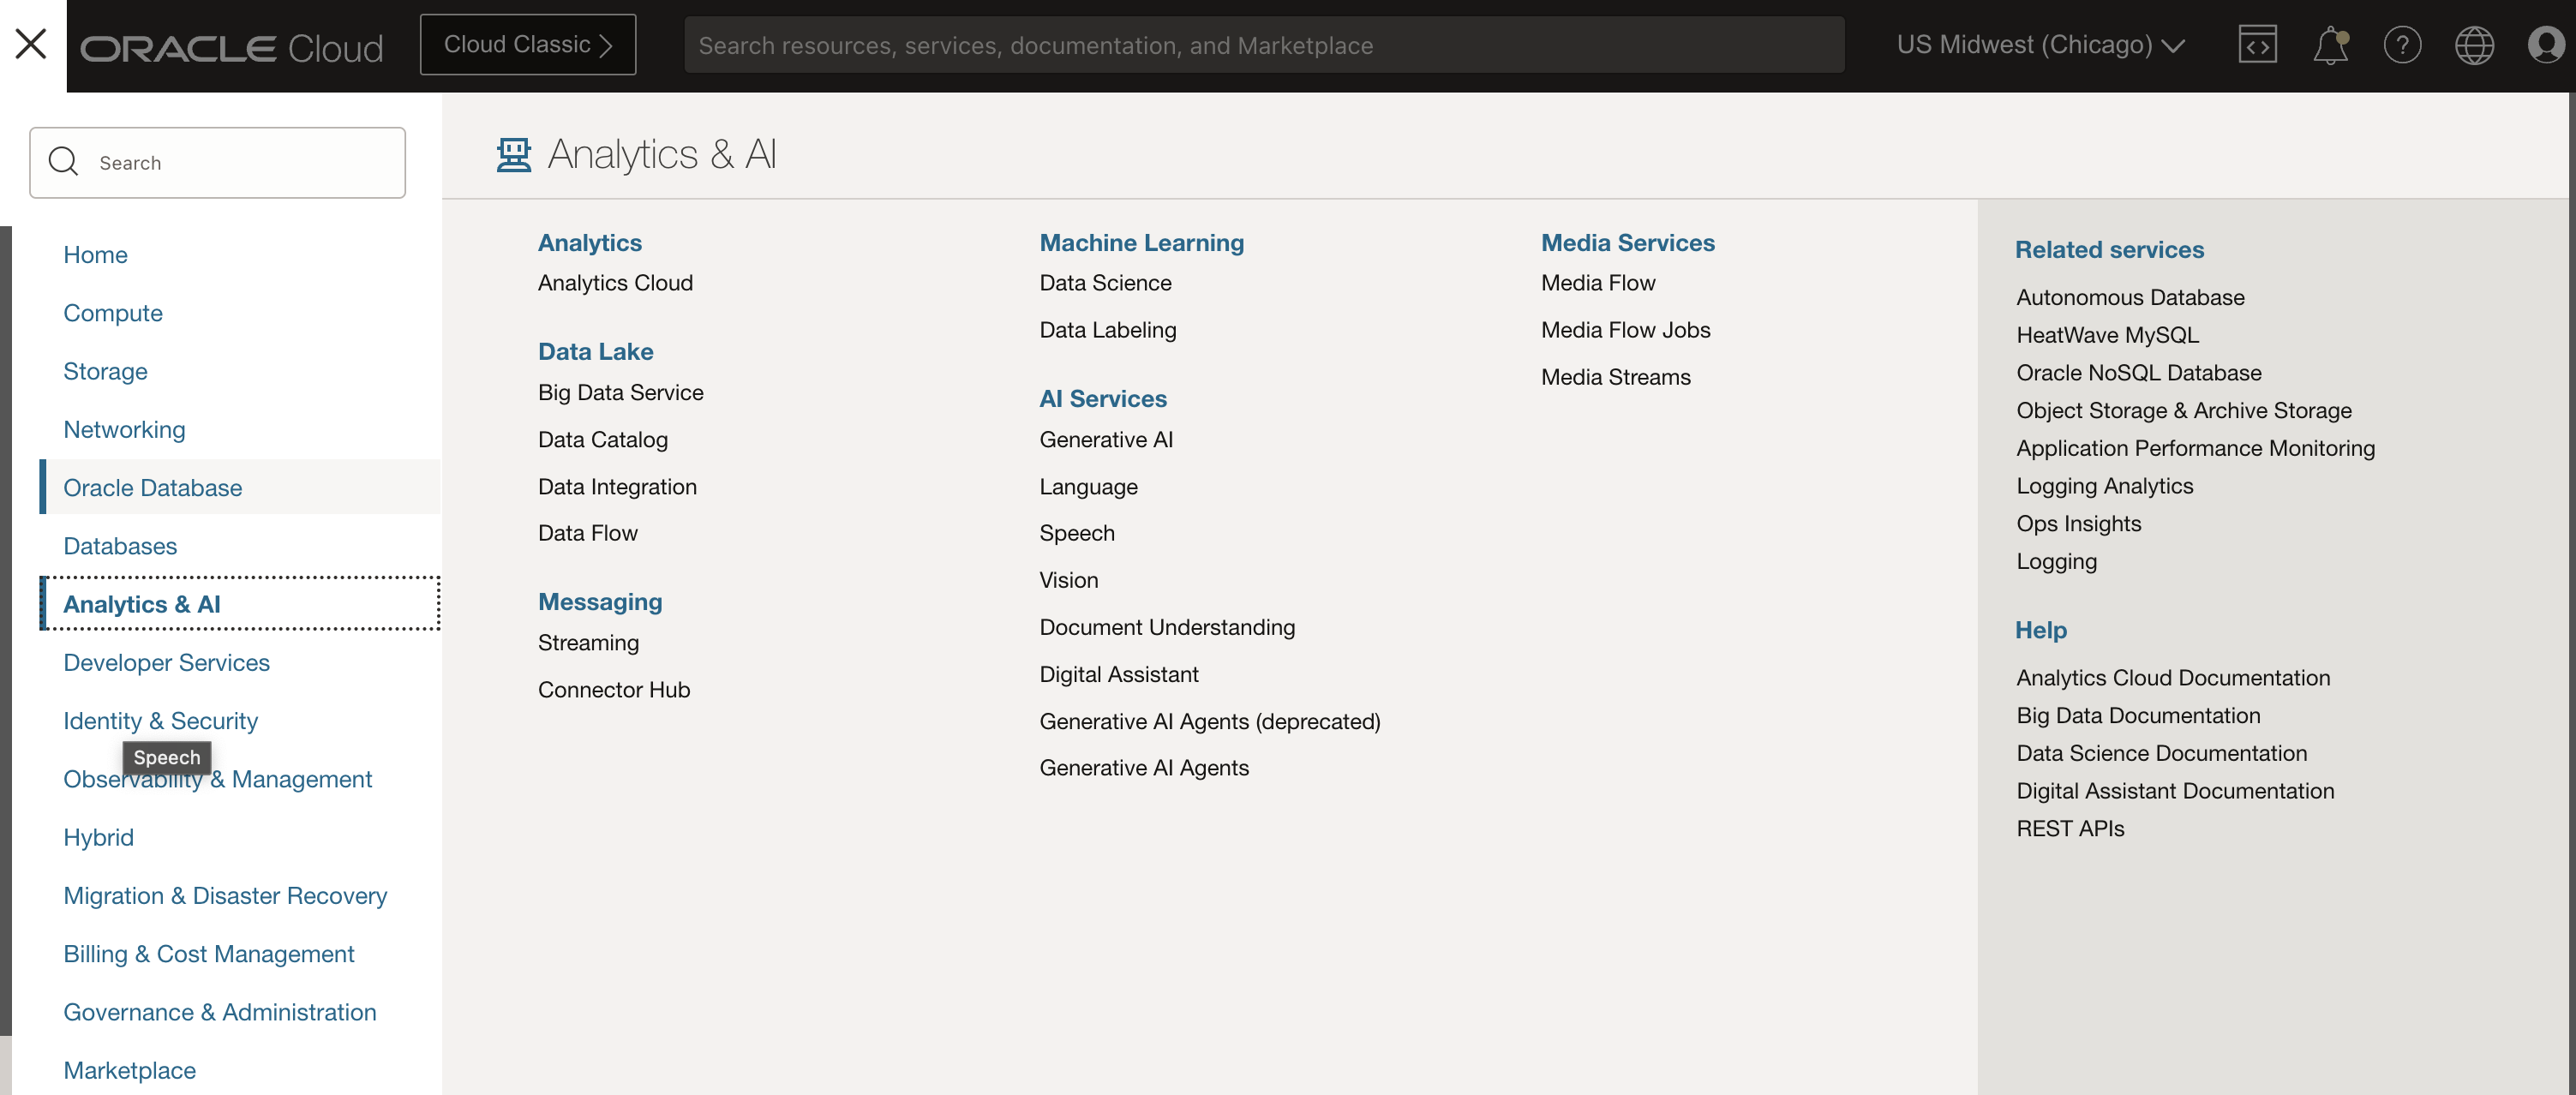 ORACLE Cloud
Cloud Classic
Search resources, services, documentation, and Marketplace
US Midwest (Chicago)
Search
Home
Compute
Storage
Networking
Oracle Database
Databases
Analytics & AI
Developer Services
Identity & Security
Speech
Observability & Management
Hybrid
Migration & Disaster Recovery
Billing & Cost Management
Governance & Administration
Marketplace
Analytics & AI
Analytics
Analytics Cloud
Data Lake
Big Data Service
Data Catalog
Data Integration
Data Flow
Messaging
Streaming
Connector Hub
Machine Learning
Data Science
Data Labeling
AI Services
Generative AI
Language
Speech
Vision
Document Understanding
Digital Assistant
Generative AI Agents (deprecated)
Generative AI Agents
Media Services
Media Flow
Media Flow Jobs
Media Streams
Related services
Autonomous Database
HeatWave MySQL
Oracle NoSQL Database
Object Storage & Archive Storage
Application Performance Monitoring
Logging Analytics
Ops Insights
Logging
Help
Analytics Cloud Documentation
Big Data Documentation
Data Science Documentation
Digital Assistant Documentation
REST APIs